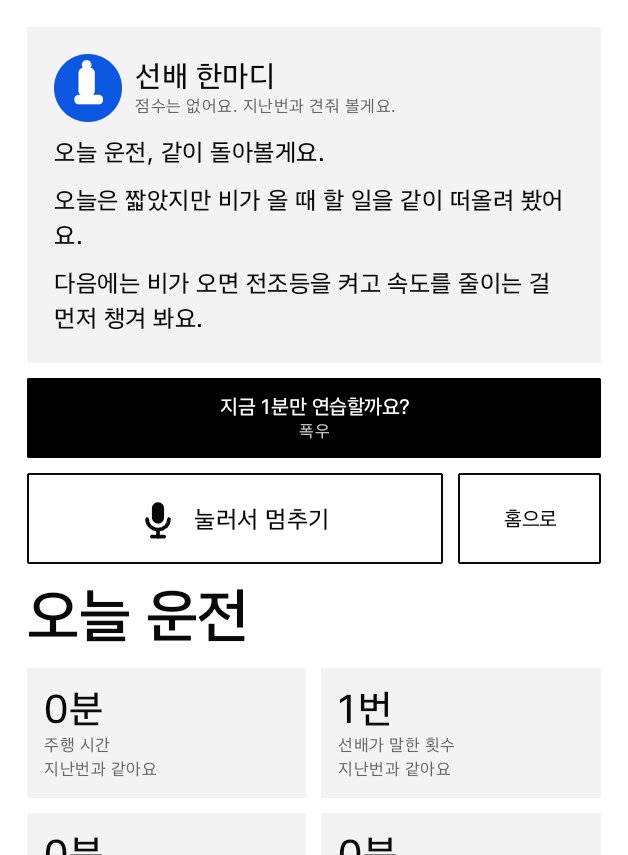 선배 한마디
점수는 없어요. 지난번과 견줘 볼게요.
오늘 운전, 같이 돌아볼게요.
오늘은 짧았지만 비가 올 때 할 일을 같이 떠올려 봤어
요.
다음에는 비가 오면 전조등을 켜고 속도를 줄이는 걸
먼저 챙겨 봐요.
지금 1분만 연습할까요?
폭우
눌러서 멈추기
홈으로
오늘 운전
0분
주행 시간
지난번과 같아요
1번
선배가 말한 횟수
지난번과 같아요